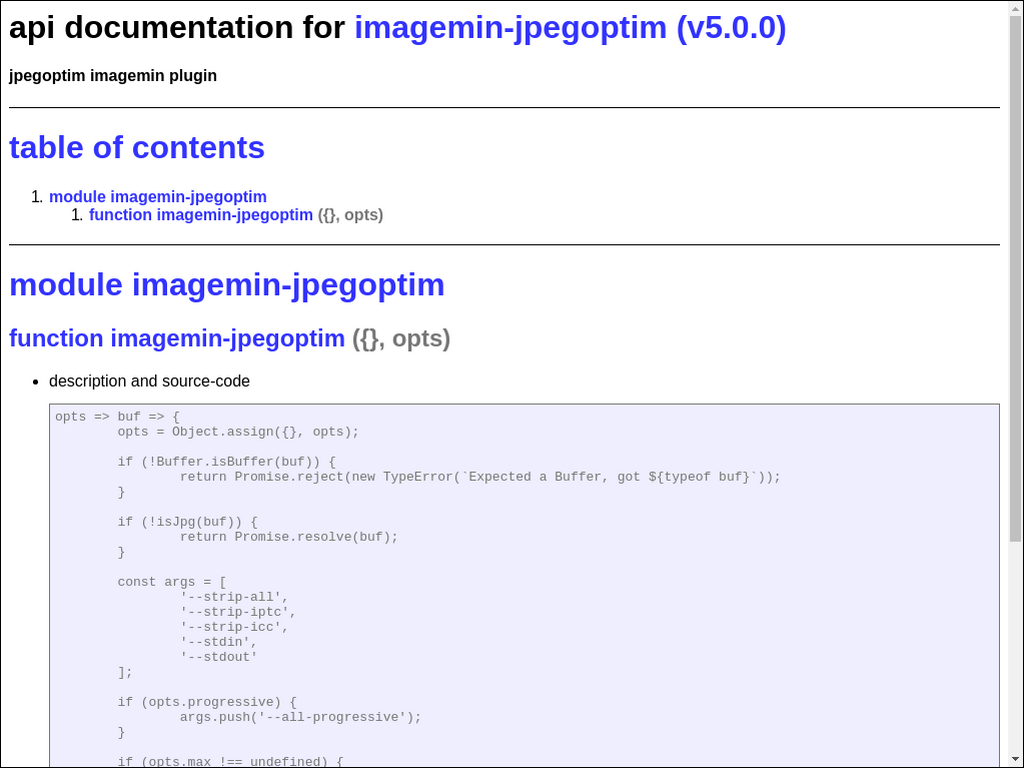 api documentation for imagemin-jpegoptim (v5.0.0)
jpegoptim imagemin plugin
table of contents
1. module imagemin-jpegoptim
1. function imagemin-jpegoptim ({}, opts)
module imagemin-jpegoptim
function imagemin-jpegoptim ({}, opts)
• description and source-code
opts => buf => {
opts = Object.assign({}, opts);
if (!Buffer.isBuffer(buf)) {
return Promise.reject(new TypeError(`Expected a Buffer, got ${typeof buf}`));
}
if (!isJpg(buf)) {
return Promise.resolve(buf);
}
const args = [
'--strip-all',
'--strip-iptc',
'--strip-icc',
'--stdin',
'--stdout'
];
if (opts.progressive) {
args.push('--all-progressive');
}
if (opts.max !== undefined) {